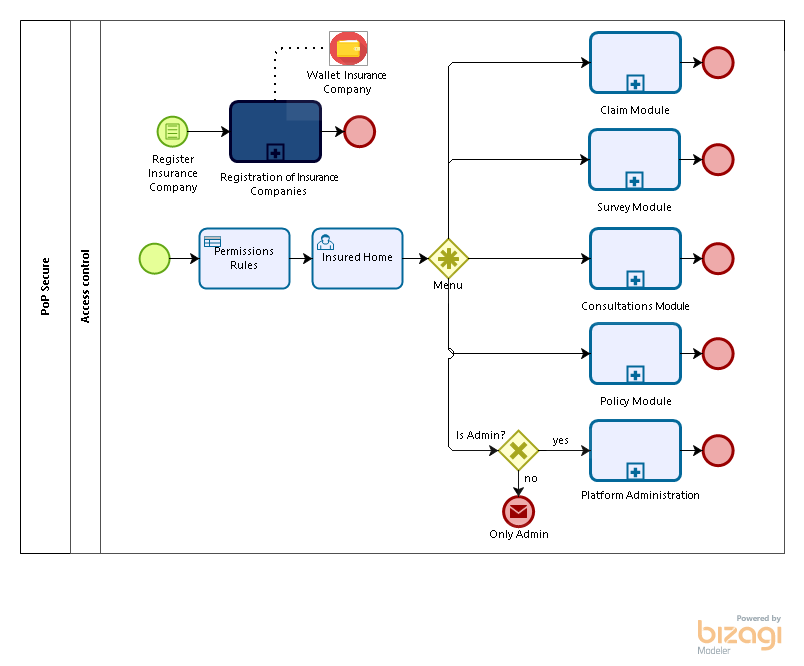 PoP Secure
Access control
Wallet Insurance
Company
Register
Insurance
Company
Registration of Insurance
Companies
Permissions
Rules
Insured Home
Menu
Claim Module
Survey Module
Consultations Module
Policy Module
Is Admin?
yes
no
Platform Administration
Only Admin
Powered by
bizagi
Modeler